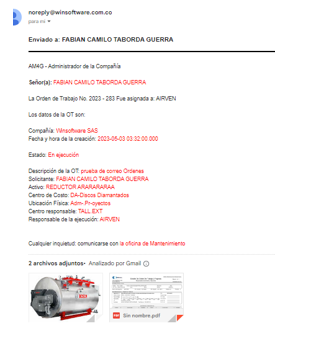 noreply@winsoftware.com.co
para mí
Enviado a: FABIAN CAMILO TABORDA GUERRA
AM4G - Administrador de la Compañía
Señor(a): FABIAN CAMILO TABORDA GUERRA
La Orden de Trabajo No. 2023 - 283 Fue asignada a: AIRVEN
Los datos de la OT son:
Compañía: Winsoftware SAS
Fecha y hora de la creación: 2023-05-03 03:32:00.000
Estado: En ejecución
Descripción de la OT: prueba de correo Ordenes
Solicitante: FABIAN CAMILO TABORDA GUERRA
Activo: REDUCTOR ARARARARAA
Centro de Costo: DA-Discos Diamantados
Ubicación Física: Adm-.Pr-oyectos
Centro responsable: TALL.EXT.
Responsable de la ejecución: AIRVEN
Cualquier inquietud: comunicarse con la oficina de Mantenimiento
2 archivos adjuntos• Analizado por Gmail
Sin nombre.pdf